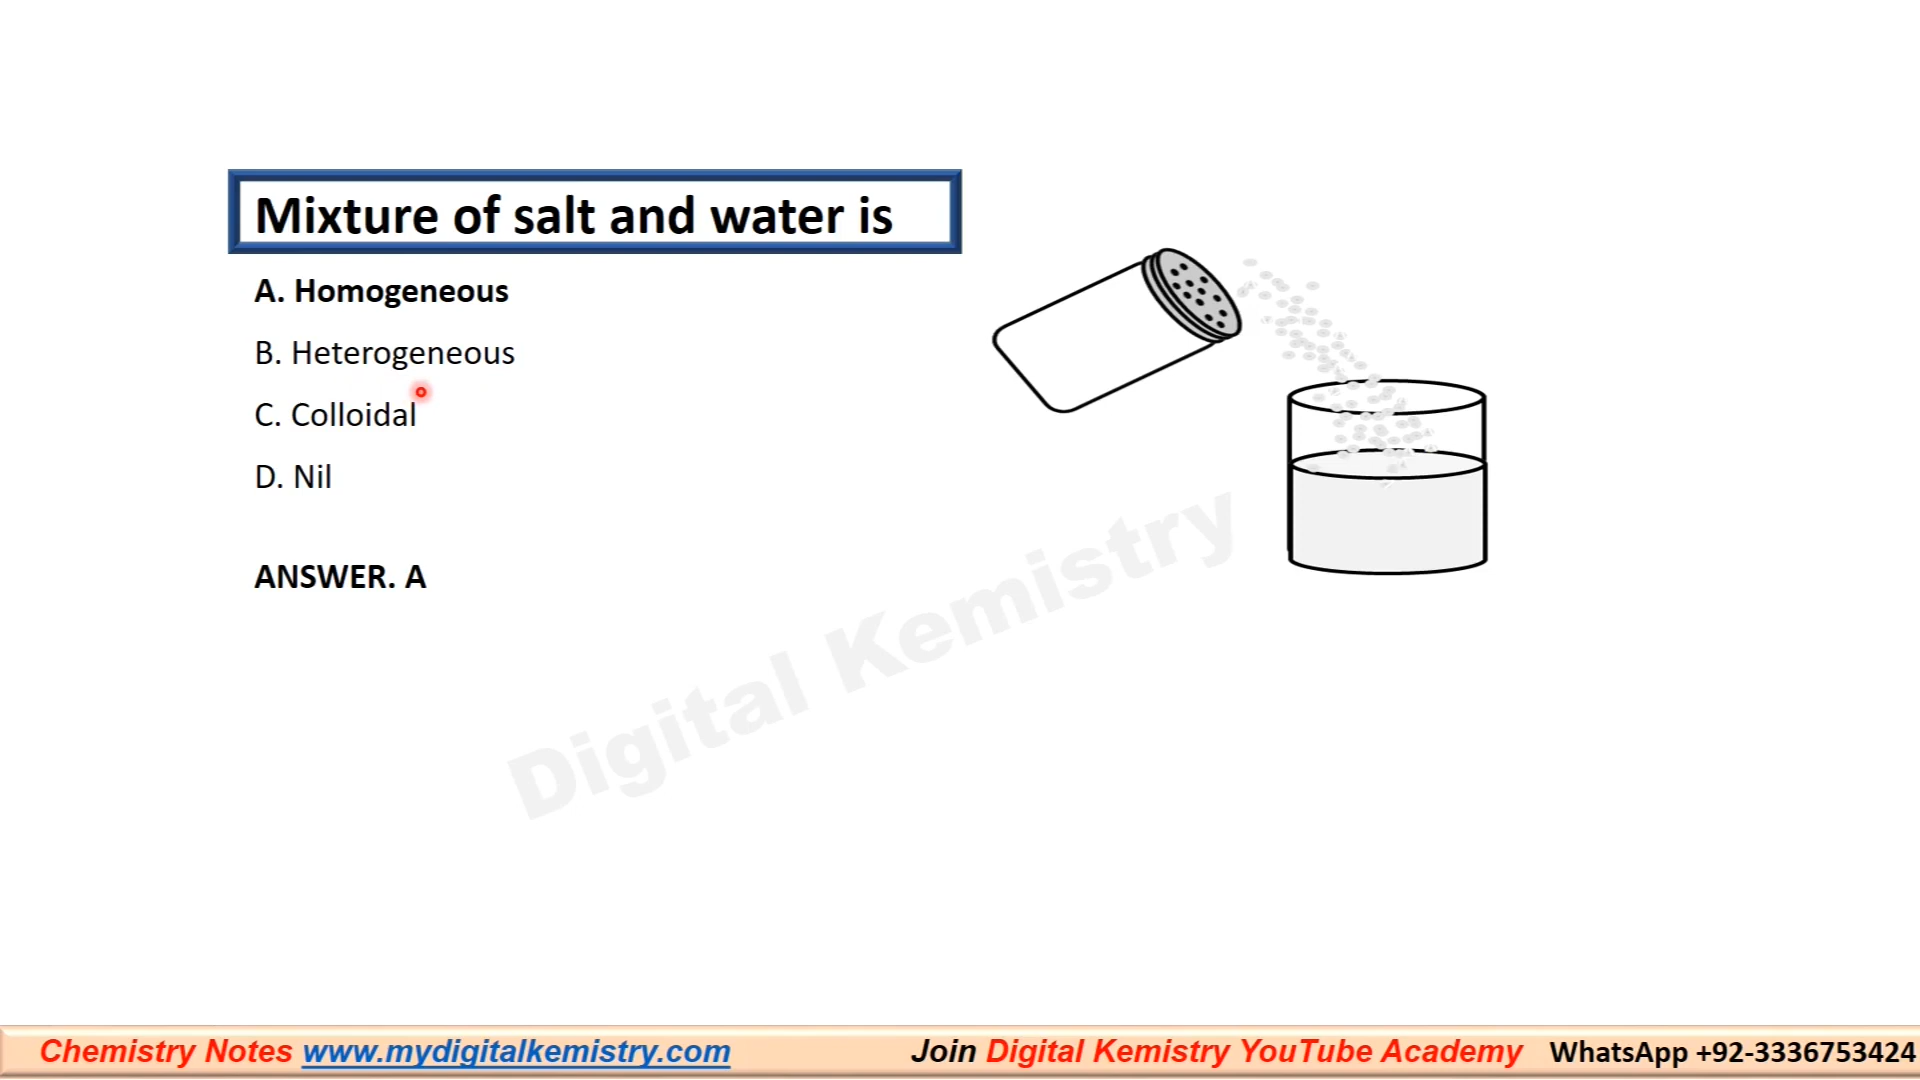 Mixture of salt and water is
A. Homogeneous
B. Heterogeneous
C. Colloidal
D. Nil
ANSWER. A
Digital Kemistry
Chemistry Notes www.mydigitalkemistry.com Join Digital Kemistry YouTube Academy WhatsApp +92-3336753424